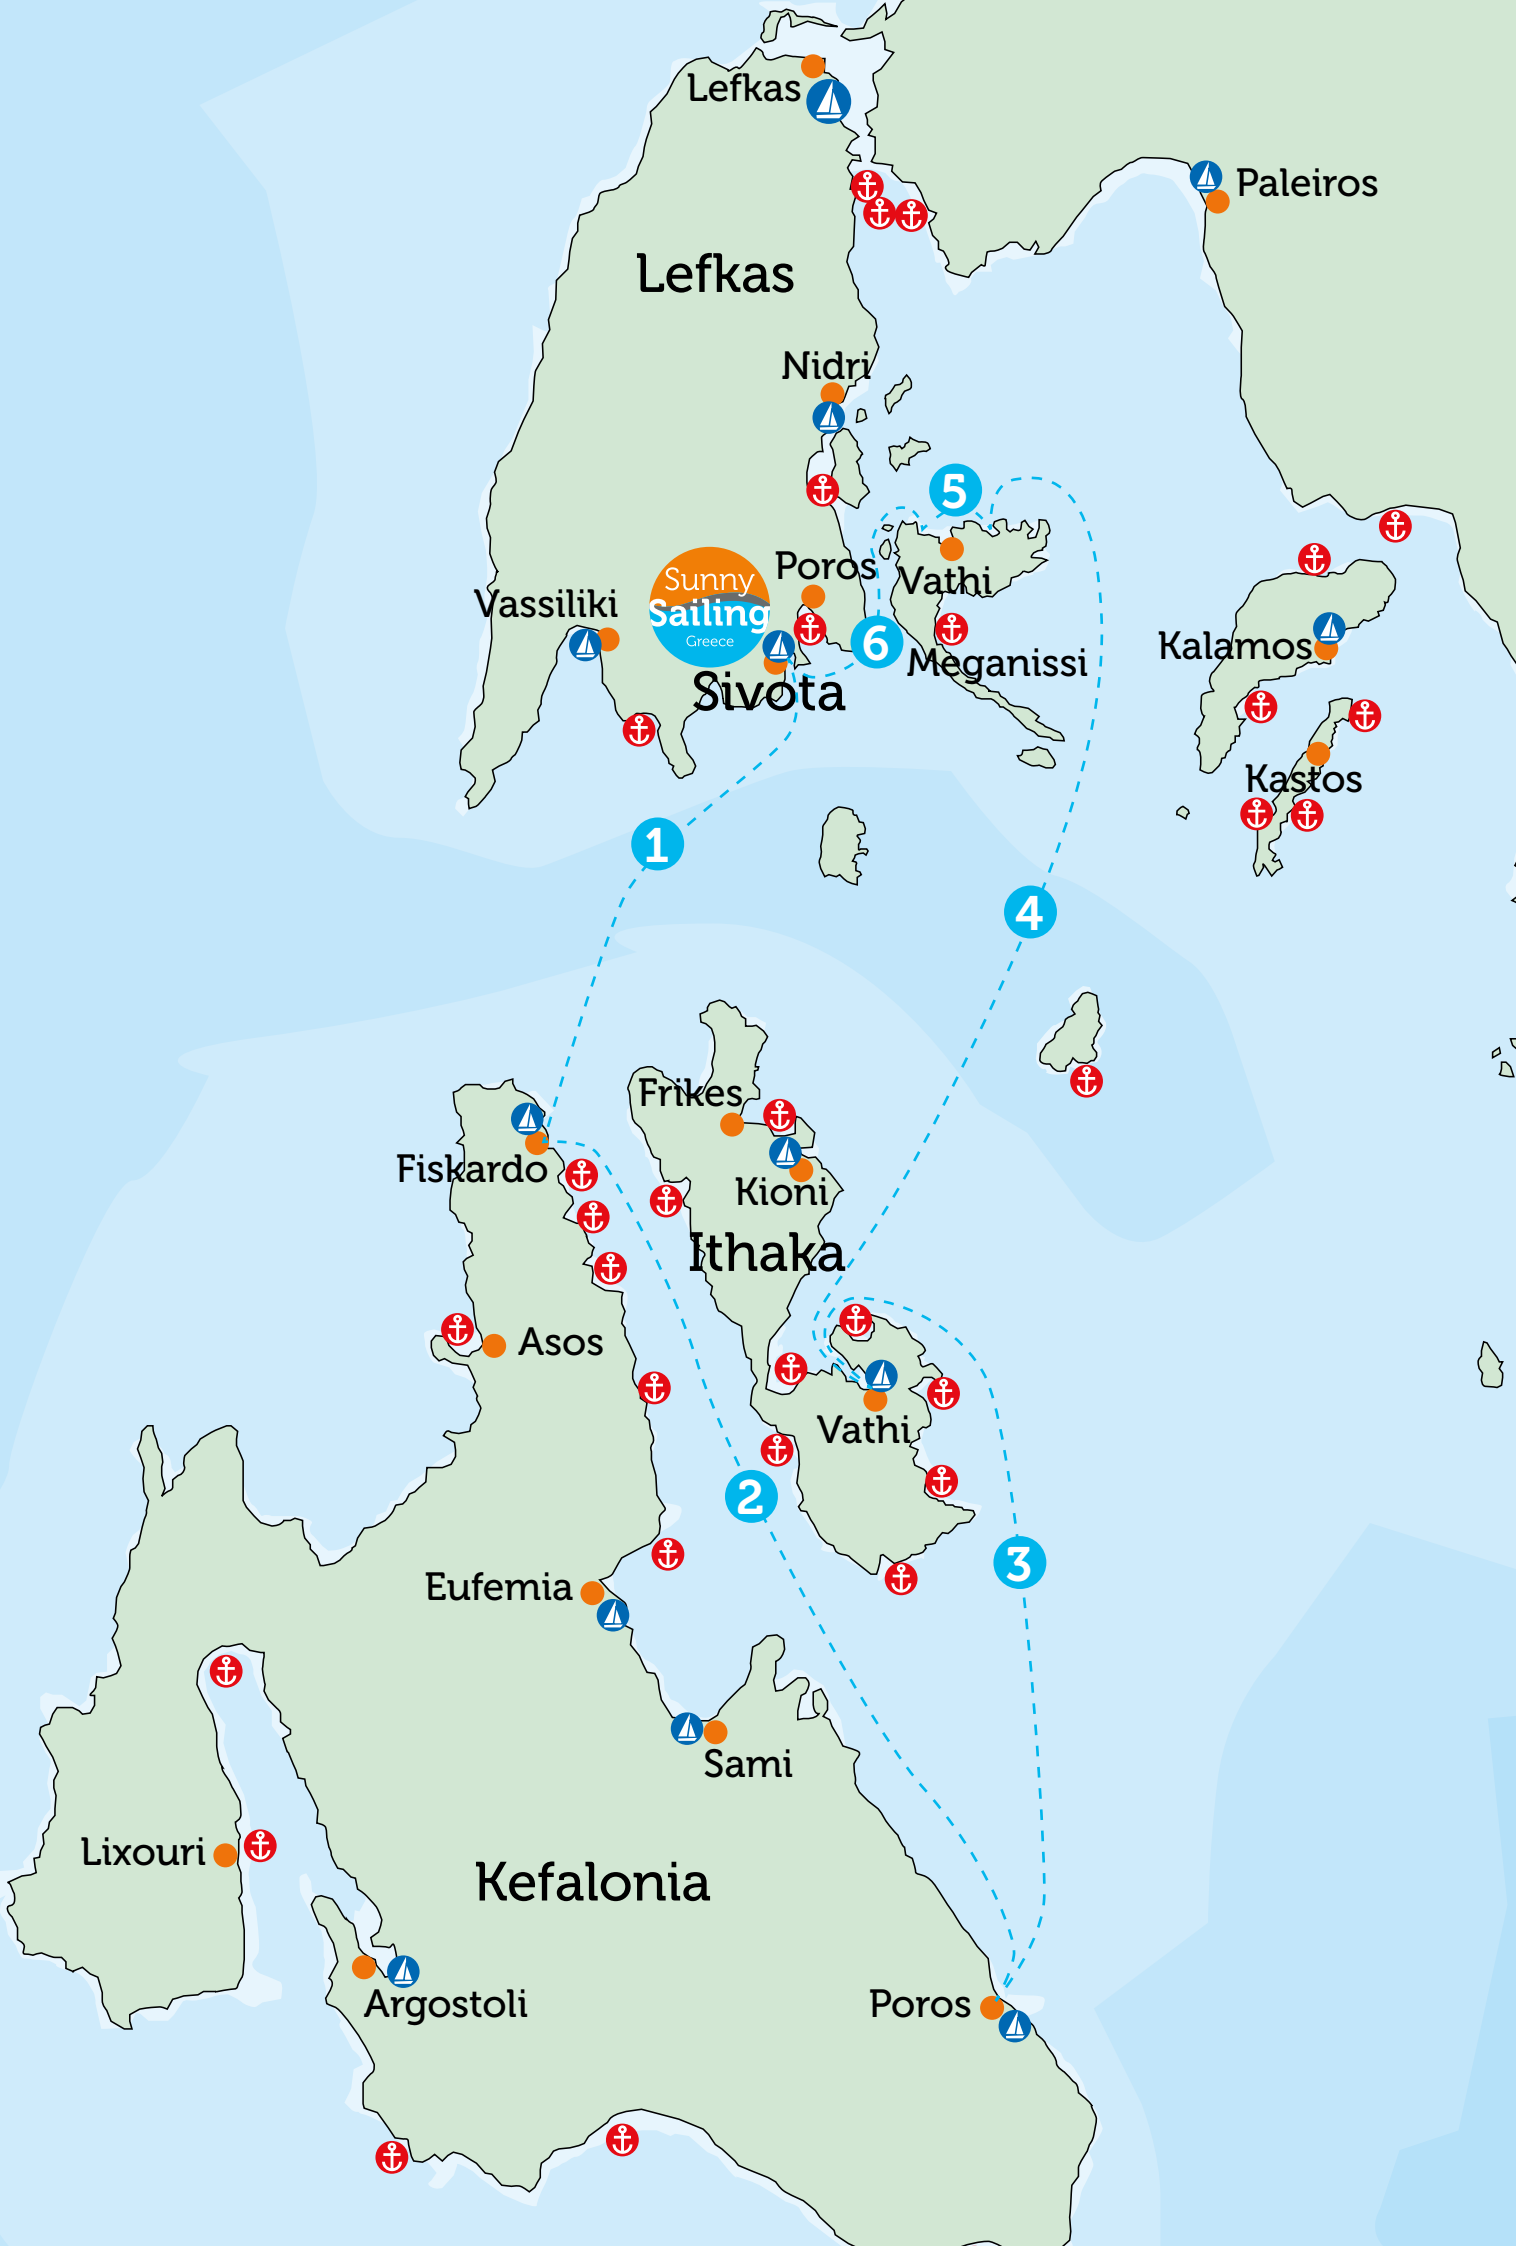 Lefkas
Paleiros
Lefkas
Nidri
5
Sunny
Sailing
Greece
Poros
Vathi
Vassiliki
6
Meganissi
Kalamos
Sivota
Kastos
1
4
Frikes
Fiskardo
Kioni
Ithaka
Asos
Vathi
2
3
Eufemia
Sami
Lixouri
Kefalonia
Argostoli
Poros